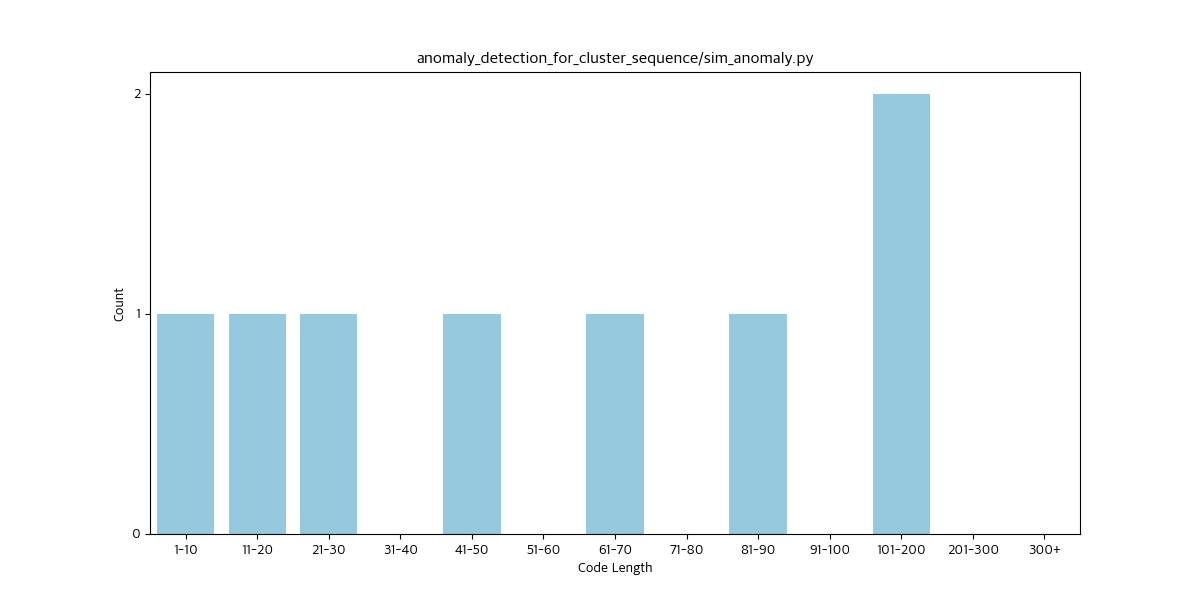 anomaly_detection_for_cluster_sequence/sim_anomaly.py
Count
2
1
0
1-10 11-20 21-30 31-40 41-50 51-60 61-70 71-80 81-90 91-100 101-200 201-300 300+
Code Length